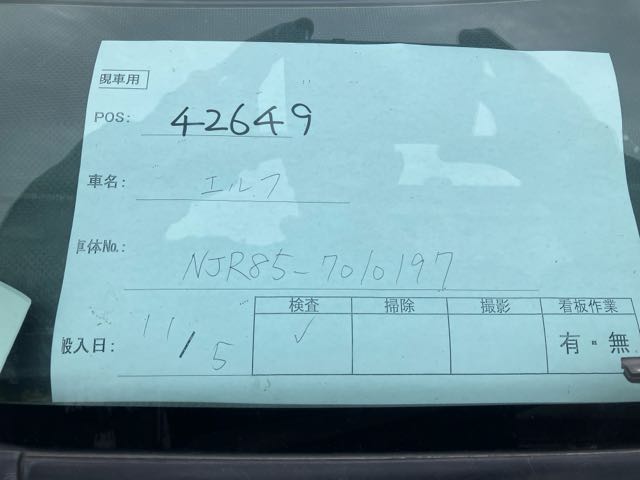 現車用
POS: 42649
車名: エルフ
車体No.: NJR85-7010197
搬入日: 11/5
検査 掃除 撮影 看板作業
✓ 有・無